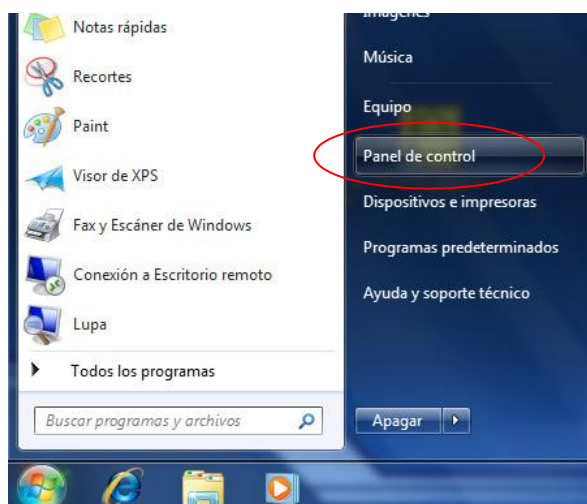 Notas rápidas
Recortes
Paint
Visor de XPS
Fax y Escáner de Windows
Conexión a Escritorio remoto
Lupa
Todos los programas
Buscar programas y archivos
Imágenes
Música
Equipo
Panel de control
Dispositivos e impresoras
Programas predeterminados
Ayuda y soporte técnico
Apagar